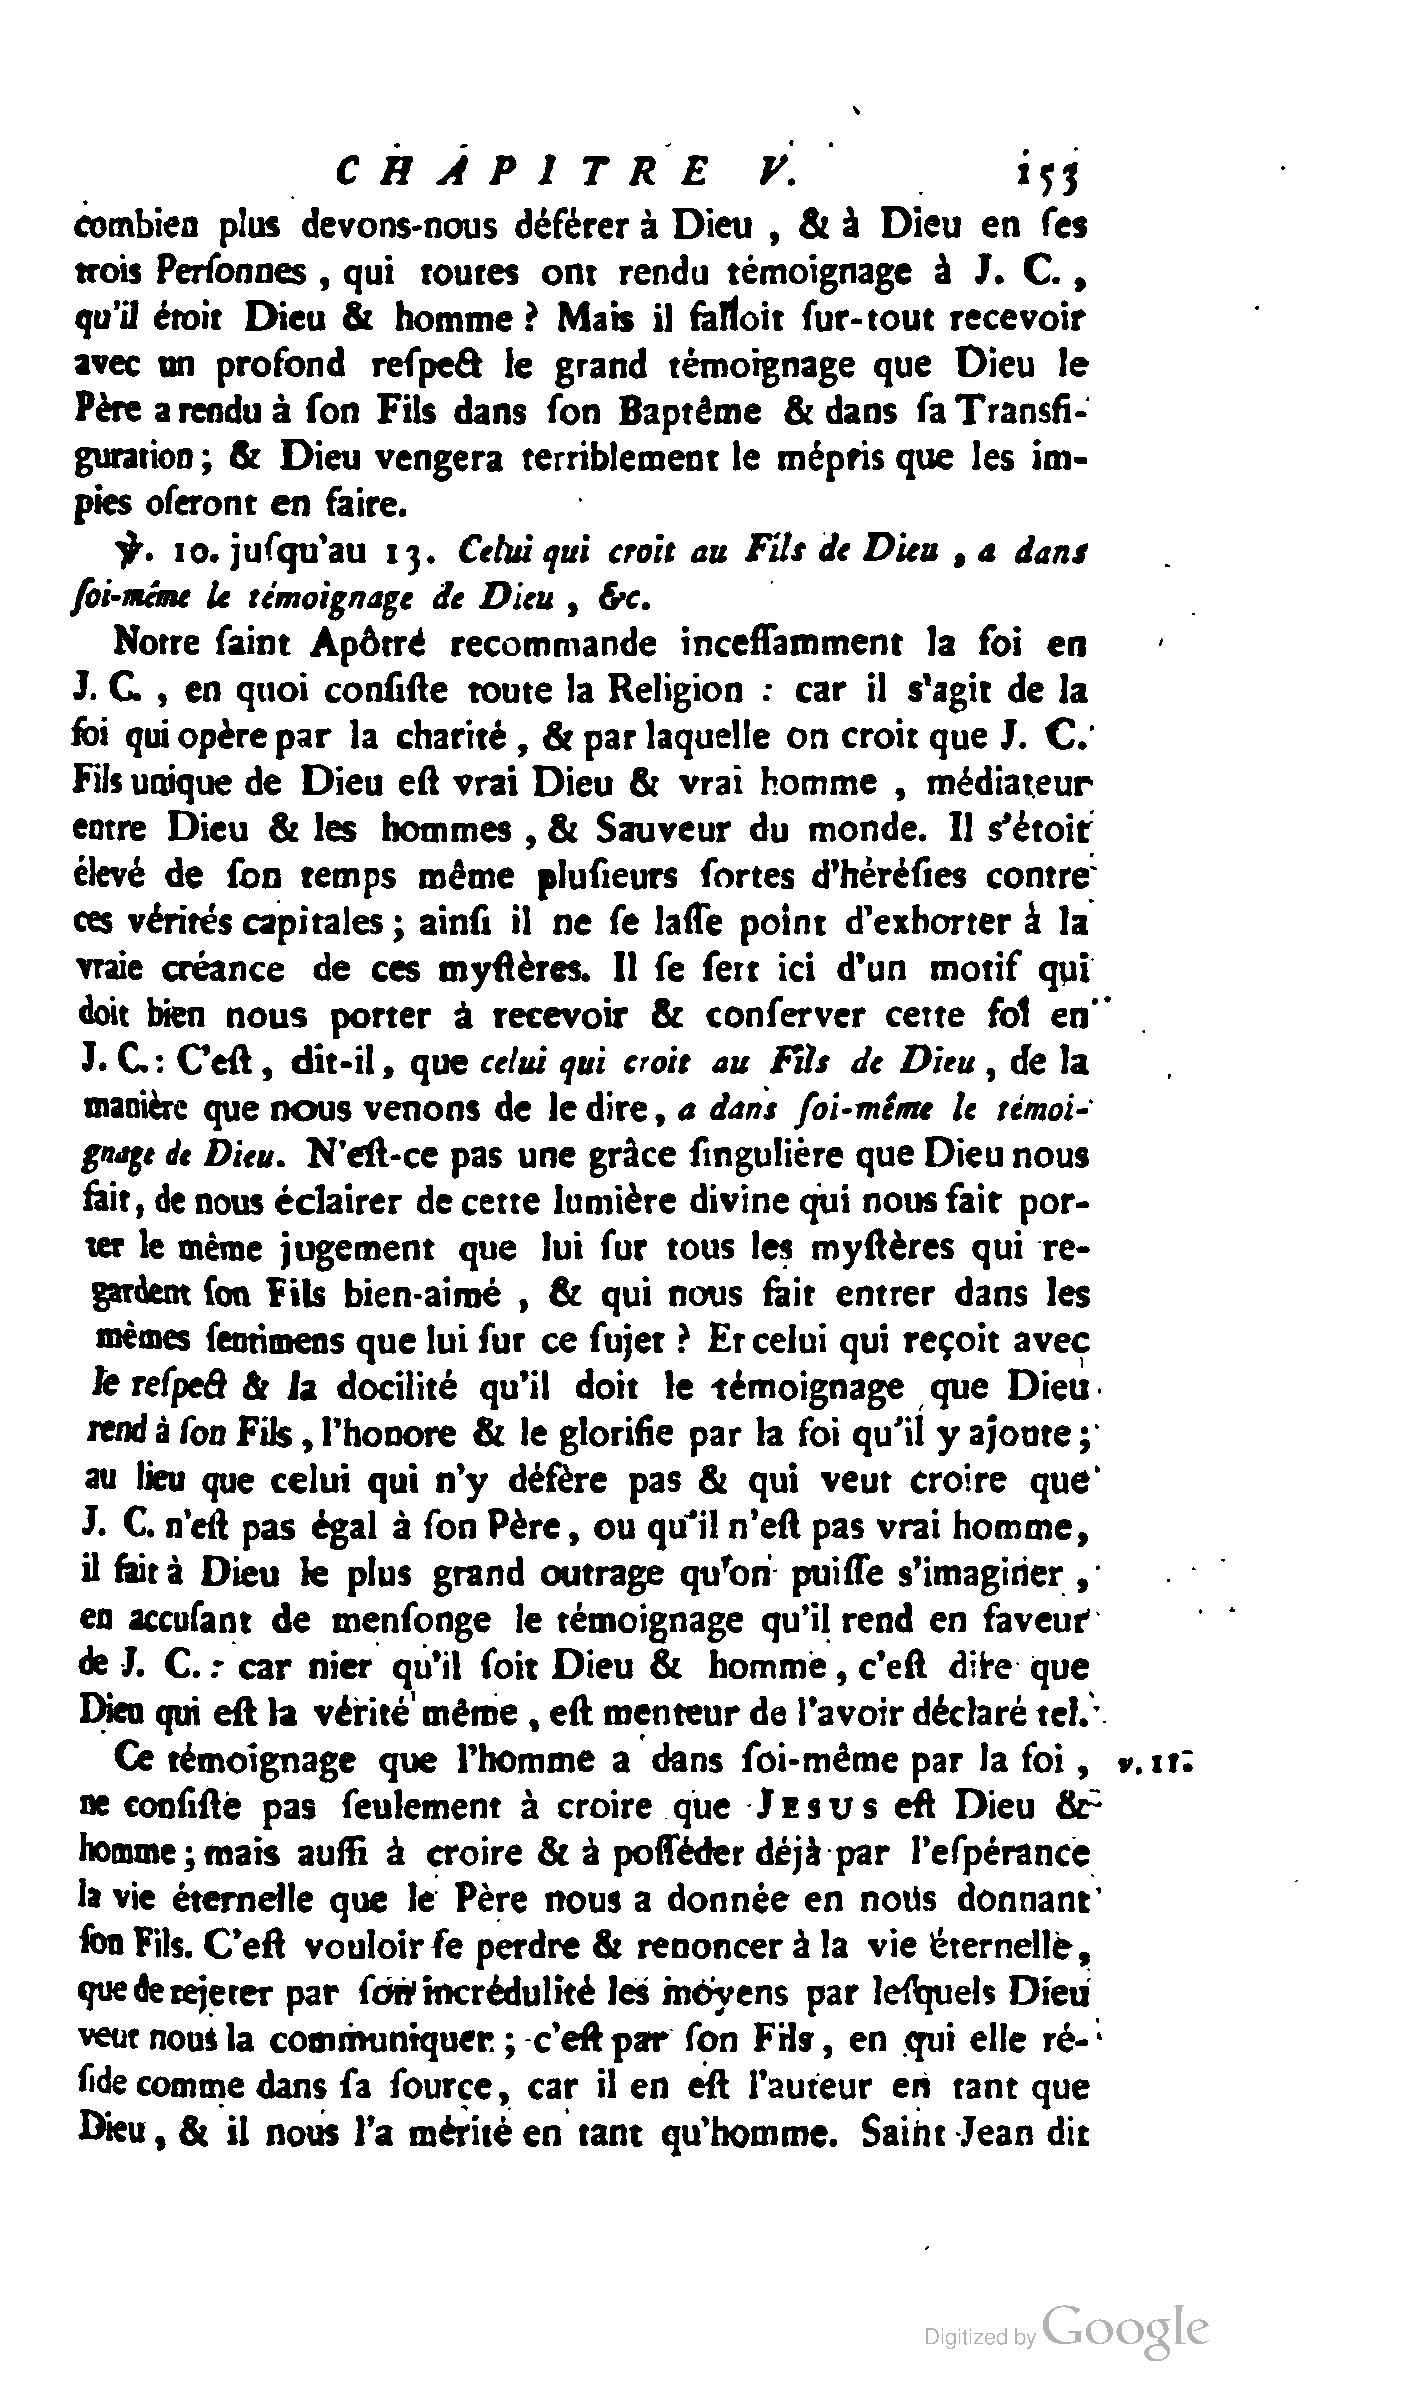 CHAPITRE V. 153
combien plus devons-nous déférer à Dieu, & à Dieu en ſes
trois Perſonnes, qui toutes ont rendu témoignage à J. C.,
qu'il étoit Dieu & homme ? Mais il falloit ſur-tout recevoir
avec un profond reſpect le grand témoignage que Dieu le
Père a rendu à ſon Fils dans ſon Baptême & dans ſa Transfi-
guration ; & Dieu vengera terriblement le mépris que les im-
pies oſeront en faire.
℣. 10. juſqu'au 13. Celui qui croit au Fils de Dieu, a dans
ſoi-même le témoignage de Dieu, &c.
Notre ſaint Apôtré recommande inceſſamment la foi en
J. C., en quoi conſiſte toute la Religion : car il s'agit de la
foi qui opère par la charité, & par laquelle on croit que J. C.
Fils unique de Dieu eſt vrai Dieu & vrai homme, médiateur
entre Dieu & les hommes, & Sauveur du monde. Il s'étoit
élevé de ſon temps même pluſieurs ſortes d'héréſies contre
ces vérités capitales ; ainſi il ne ſe laſſe point d'exhorter à la
vraie créance de ces myſtères. Il ſe ſert ici d'un motif qui
doit bien nous porter à recevoir & conſerver cette foi en
J. C. : C'eſt, dit-il, que celui qui croit au Fils de Dieu, de la
manière que nous venons de le dire, a dans ſoi-même le témoi-
gnage de Dieu. N'eſt-ce pas une grâce ſingulière que Dieu nous
fait, de nous éclairer de cette lumière divine qui nous fait por-
ter le même jugement que lui ſur tous les myſtères qui re-
gardent ſon Fils bien-aimé, & qui nous fait entrer dans les
mêmes ſentimens que lui ſur ce ſujet ? Et celui qui reçoit avec
le reſpect & la docilité qu'il doit le témoignage que Dieu
rend à ſon Fils, l'honore & le glorifie par la foi qu'il y ajoute ;
au lieu que celui qui n'y défère pas & qui veut croire que
J. C. n'eſt pas égal à ſon Père, ou qu'il n'eſt pas vrai homme,
il fait à Dieu le plus grand outrage qu'on puiſſe s'imaginer,
en accuſant de menſonge le témoignage qu'il rend en faveur
de J. C. : car nier qu'il ſoit Dieu & homme, c'eſt dire que
Dieu qui eſt la vérité même, eſt menteur de l'avoir déclaré tel.
Ce témoignage que l'homme a dans ſoi-même par la foi, v. 11.
ne conſiſte pas ſeulement à croire que JESUS eſt Dieu &
homme ; mais auſſi à croire & à poſſéder déjà par l'eſpérance
la vie éternelle que le Père nous a donnée en nous donnant
ſon Fils. C'eſt vouloir ſe perdre & renoncer à la vie éternelle,
que de rejeter par ſon incrédulité les moyens par leſquels Dieu
veut nous la communiquer ; c'eſt par ſon Fils, en qui elle ré-
ſide comme dans ſa ſource, car il en eſt l'auteur en tant que
Dieu, & il nous l'a mérité en tant qu'homme. Saint Jean dit
Digitized by Google